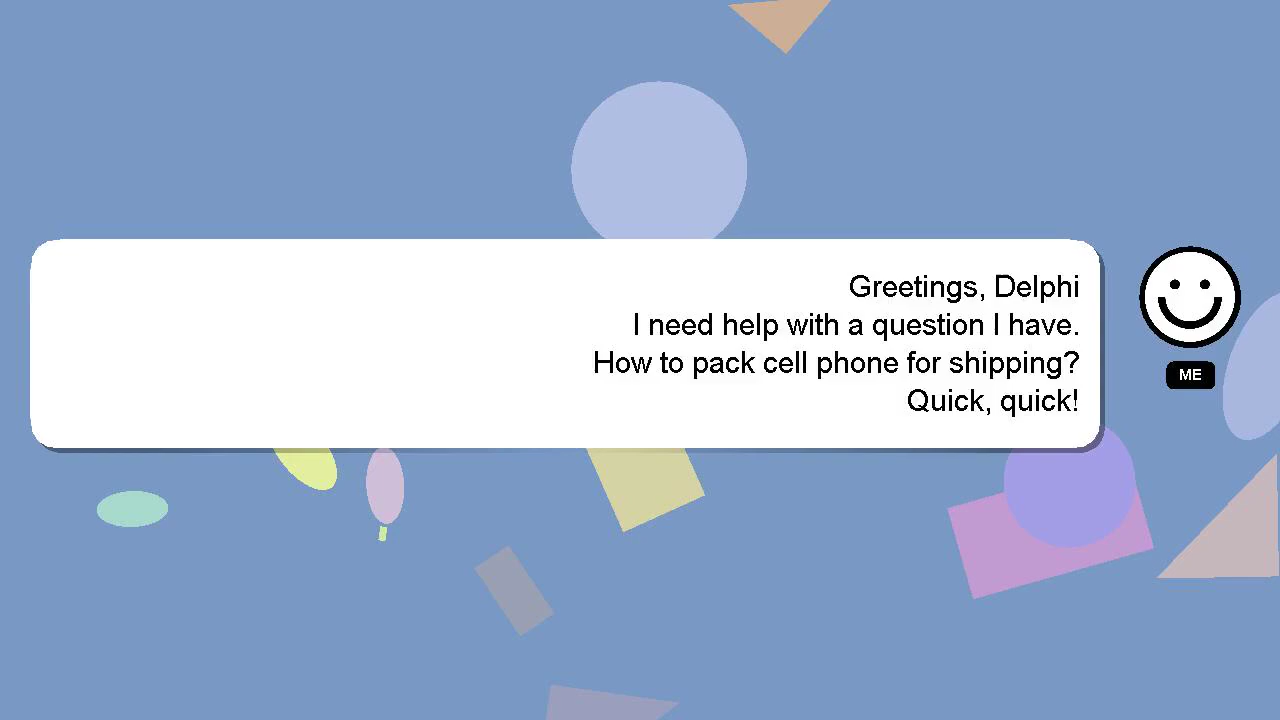 Greetings, Delphi
I need help with a question I have.
How to pack cell phone for shipping?
Quick, quick!
ME